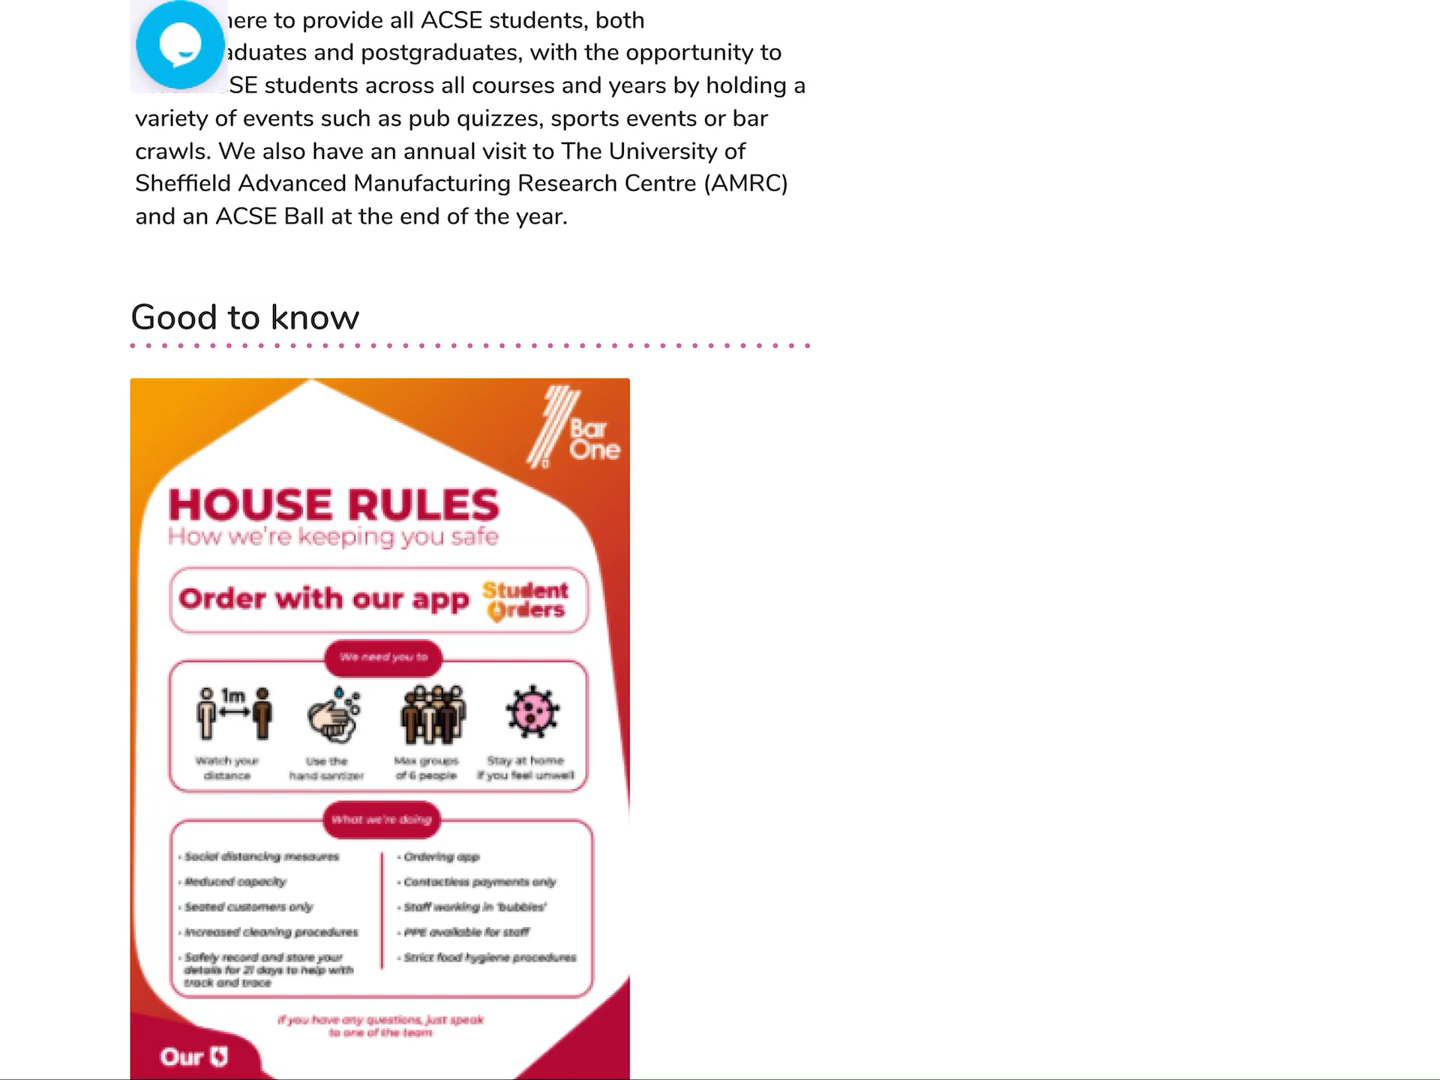 here to provide all ACSE students, both
aduates and postgraduates, with the opportunity to
SE students across all courses and years by holding a
variety of events such as pub quizzes, sports events or bar
crawls. We also have an annual visit to The University of
Sheffield Advanced Manufacturing Research Centre (AMRC)
and an ACSE Ball at the end of the year.
Good to know
Bar
One
HOUSE RULES
How we're keeping you safe
Order with our app
Student
Orders
We need you to
1m
Watch your
distance
Use the
hand santizer
Max groups
of 6 people
Stay at home
if you feel unwell
What we're doing
• Social distancing measures
• Reduced capacity
• Seated customers only
• Increased cleaning procedures
• Safely record and store your
details for 21 days to help with
track and trace
• Ordering app
• Contactless payments only
• Staff working in 'bubbles'
• PPE available for staff
• Strict food hygiene procedures
If you have any questions, just speak
to one of the team
Our